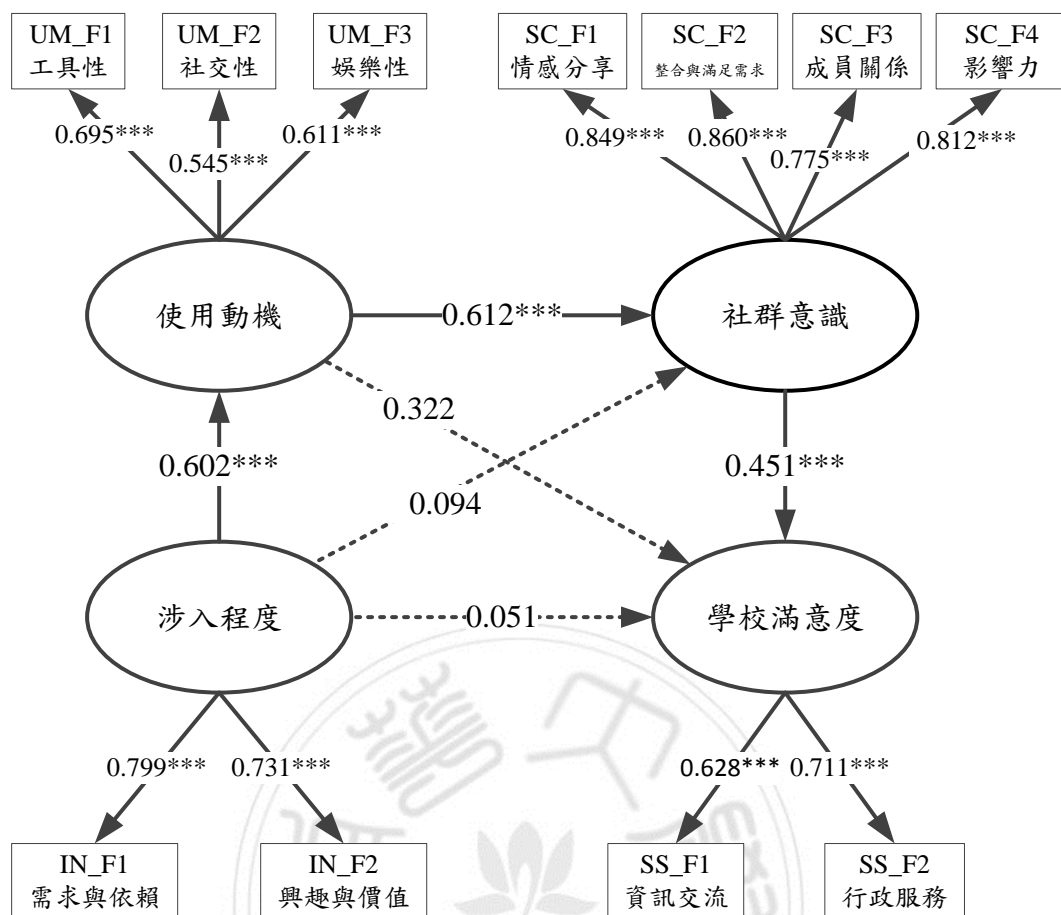 UM_F1
工具性
UM_F2
社交性
UM_F3
娛樂性
SC_F1
情感分享
SC_F2
整合與滿足需求
SC_F3
成員關係
SC_F4
影響力
0.695***
0.545***
0.611***
0.849***
0.860***
0.775***
0.812***
使用動機
0.612***
社群意識
0.322
0.602***
0.451***
0.094
涉入程度
0.051
學校滿意度
0.799***
0.731***
0.628***
0.711***
IN_F1
需求與依賴
IN_F2
興趣與價值
SS_F1
資訊交流
SS_F2
行政服務